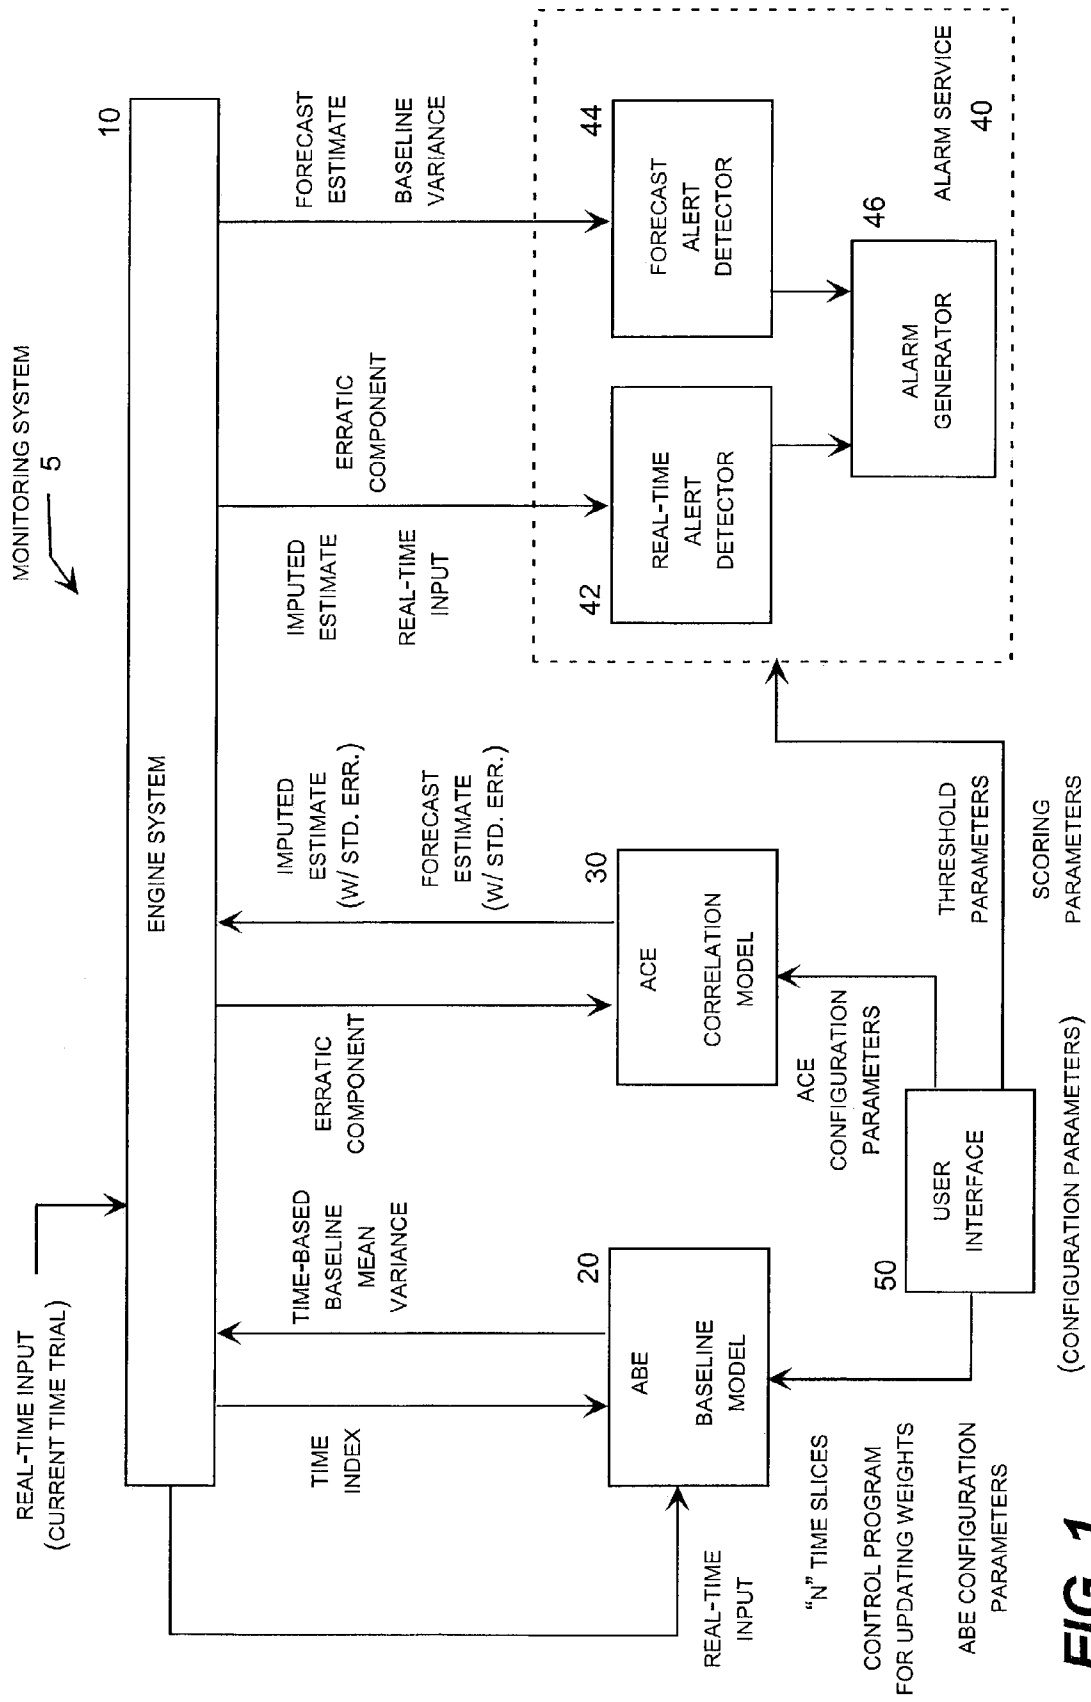 MONITORING SYSTEM
5
REAL-TIME INPUT
(CURRENT TIME TRIAL)
10
ENGINE SYSTEM
TIME
INDEX
TIME-BASED
BASELINE
MEAN
VARIANCE
ERRATIC
COMPONENT
IMPUTED
ESTIMATE
(W/ STD. ERR.)
FORECAST
ESTIMATE
(W/ STD. ERR.)
IMPUTED
ESTIMATE
REAL-TIME
INPUT
ERRATIC
COMPONENT
FORECAST
ESTIMATE
BASELINE
VARIANCE
REAL-TIME
INPUT
20
ABE
BASELINE
MODEL
30
ACE
CORRELATION
MODEL
42
REAL-TIME
ALERT
DETECTOR
44
FORECAST
ALERT
DETECTOR
46
ALARM
GENERATOR
ALARM SERVICE
40
"N" TIME SLICES
CONTROL PROGRAM
FOR UPDATING WEIGHTS
ABE CONFIGURATION
PARAMETERS
50
USER
INTERFACE
ACE
CONFIGURATION
PARAMETERS
THRESHOLD
PARAMETERS
SCORING
PARAMETERS
(CONFIGURATION PARAMETERS)
FIG. 1